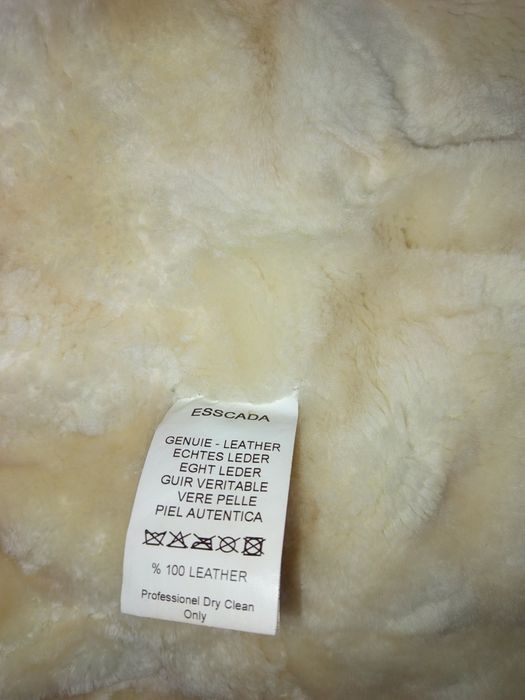 ESSCADA
GENUIE - LEATHER
ECHTES LEDER
EGHT LEDER
GUIR VERITABLE
VERE PELLE
PIEL AUTENTICA
% 100 LEATHER
Professionel Dry Clean
Only